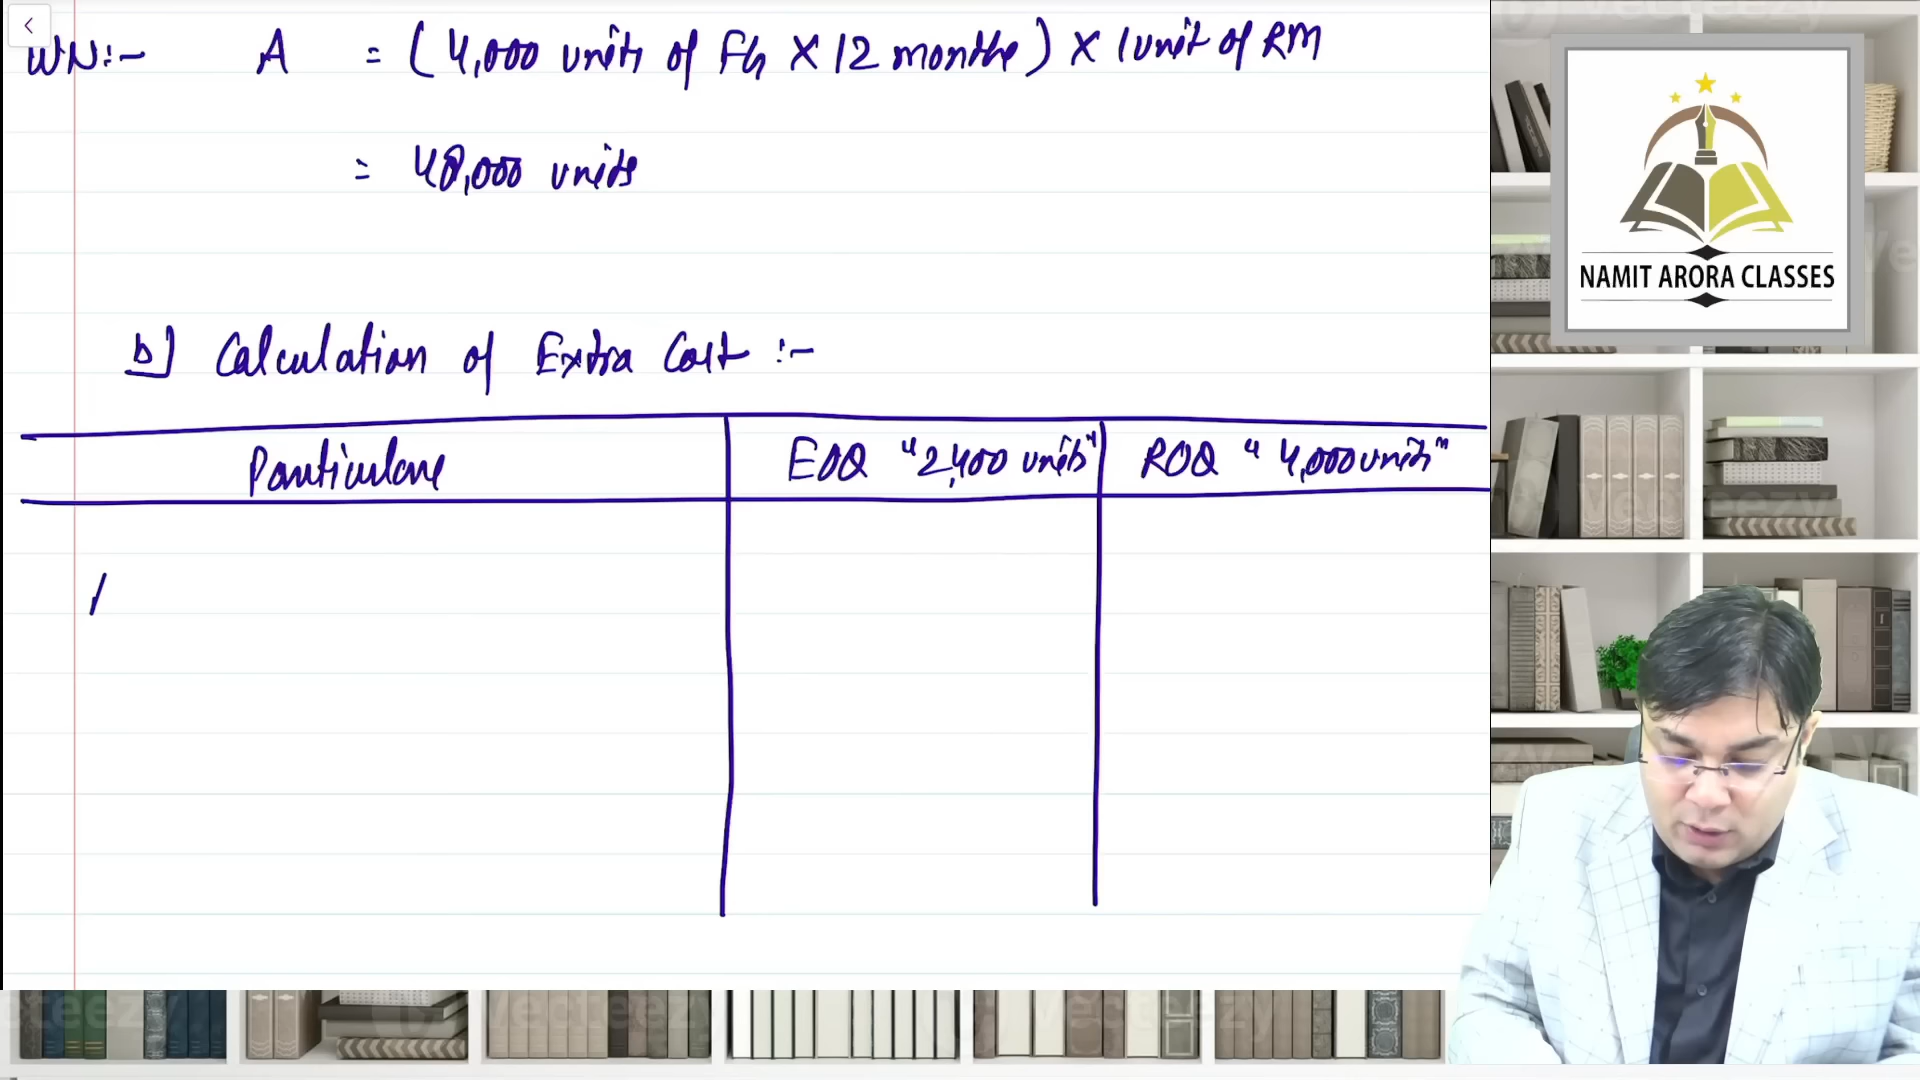 WN:- A = (4,000 units of FG X 12 months) X 1 unit of RM
= 48,000 units
b) Calculation of Extra Cost :-
Particulars EOQ "2,400 units" ROQ "4,000 units"
NAMIT ARORA CLASSES